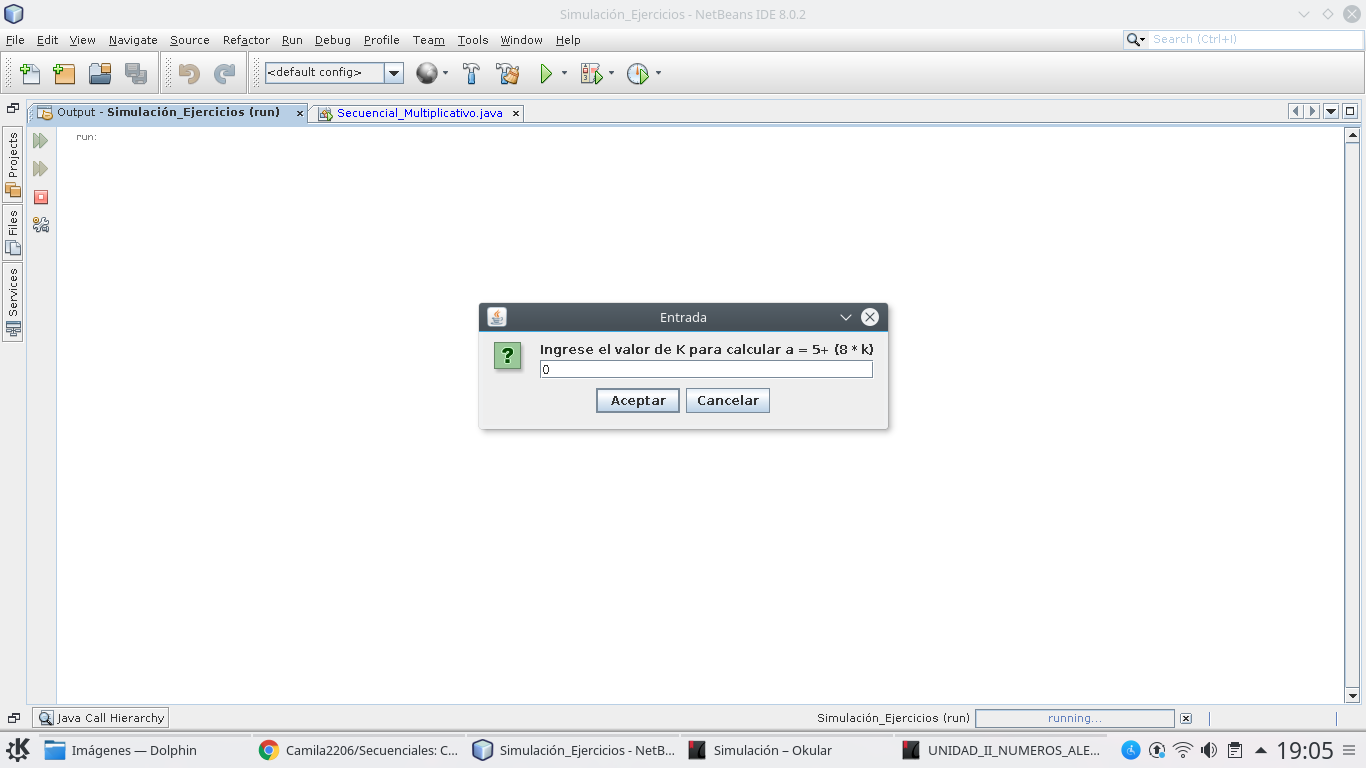 Simulación_Ejercicios - NetBeans IDE 8.0.2
File Edit View Navigate Source Refactor Run Debug Profile Team Tools Window Help
Search (Ctrl+I)
<default config>
Output - Simulación_Ejercicios (run)
Secuencial_Multiplicativo.java
run:
Projects
Files
Services
Entrada
?
Ingrese el valor de K para calcular a = 5+ (8 * k)
0
Aceptar Cancelar
Java Call Hierarchy
Simulación_Ejercicios (run) running...
Imágenes — Dolphin
Camila2206/Secuenciales: C...
Simulación_Ejercicios - NetB...
Simulación – Okular
UNIDAD_II_NUMEROS_ALE...
19:05